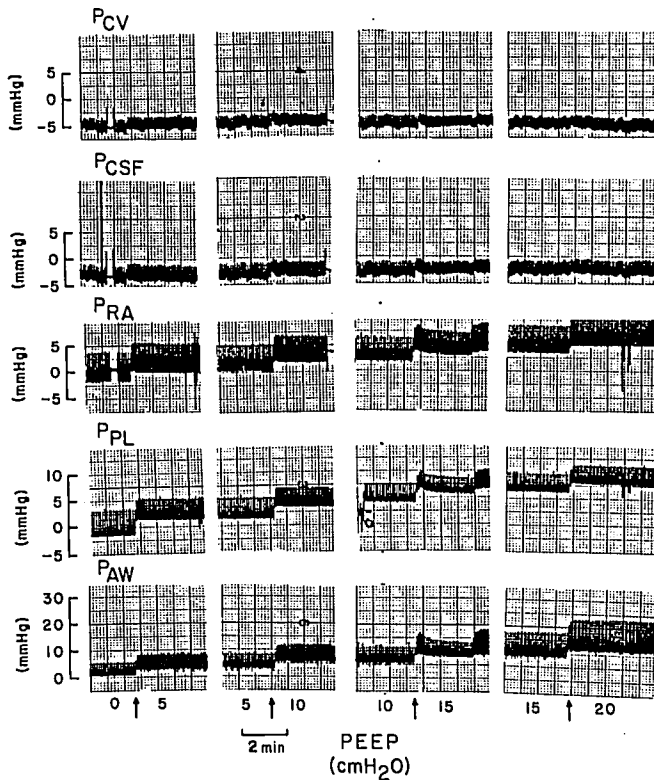 PCV
5
0
-5
(mmHg)
PCSF
5
0
-5
(mmHg)
PRA
5
0
-5
(mmHg)
PPL
10
5
0
-5
(mmHg)
PAW
30
20
10
0
(mmHg)
0 ↑ 5
5 ↑ 10
10 ↑ 15
15 ↑ 20
2 min
PEEP
(cmH2O)